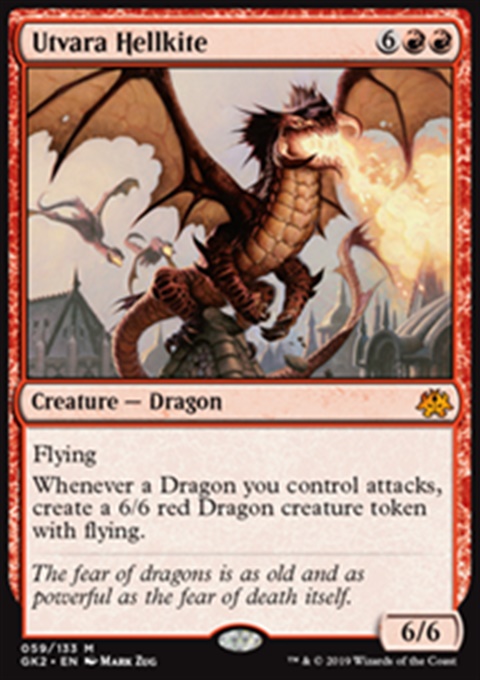 Utvara Hellkite 6
Creature — Dragon
Flying
Whenever a Dragon you control attacks,
create a 6/6 red Dragon creature token
with flying.
The fear of dragons is as old and as
powerful as the fear of death itself.
6/6
059/133 M
GK2 • EN Mark Zug
™ & © 2019 Wizards of the Coast